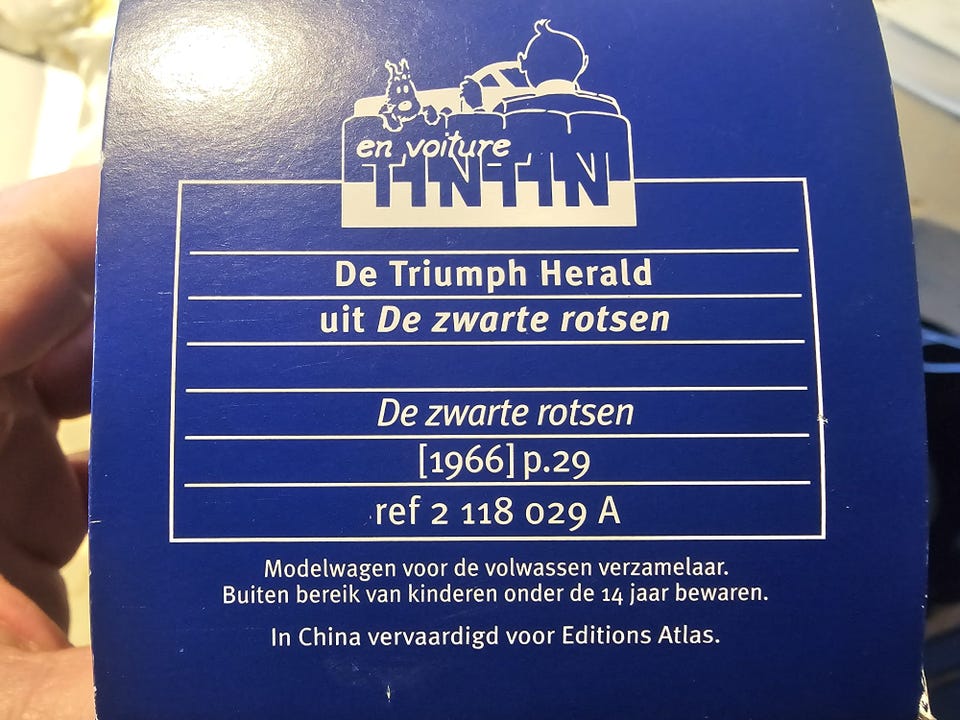 en voiture
TINTIN
De Triumph Herald
uit De zwarte rotsen
De zwarte rotsen
[1966] p.29
ref 2 118 029 A
Modelwagen voor de volwassen verzamelaar.
Buiten bereik van kinderen onder de 14 jaar bewaren.
In China vervaardigd voor Editions Atlas.